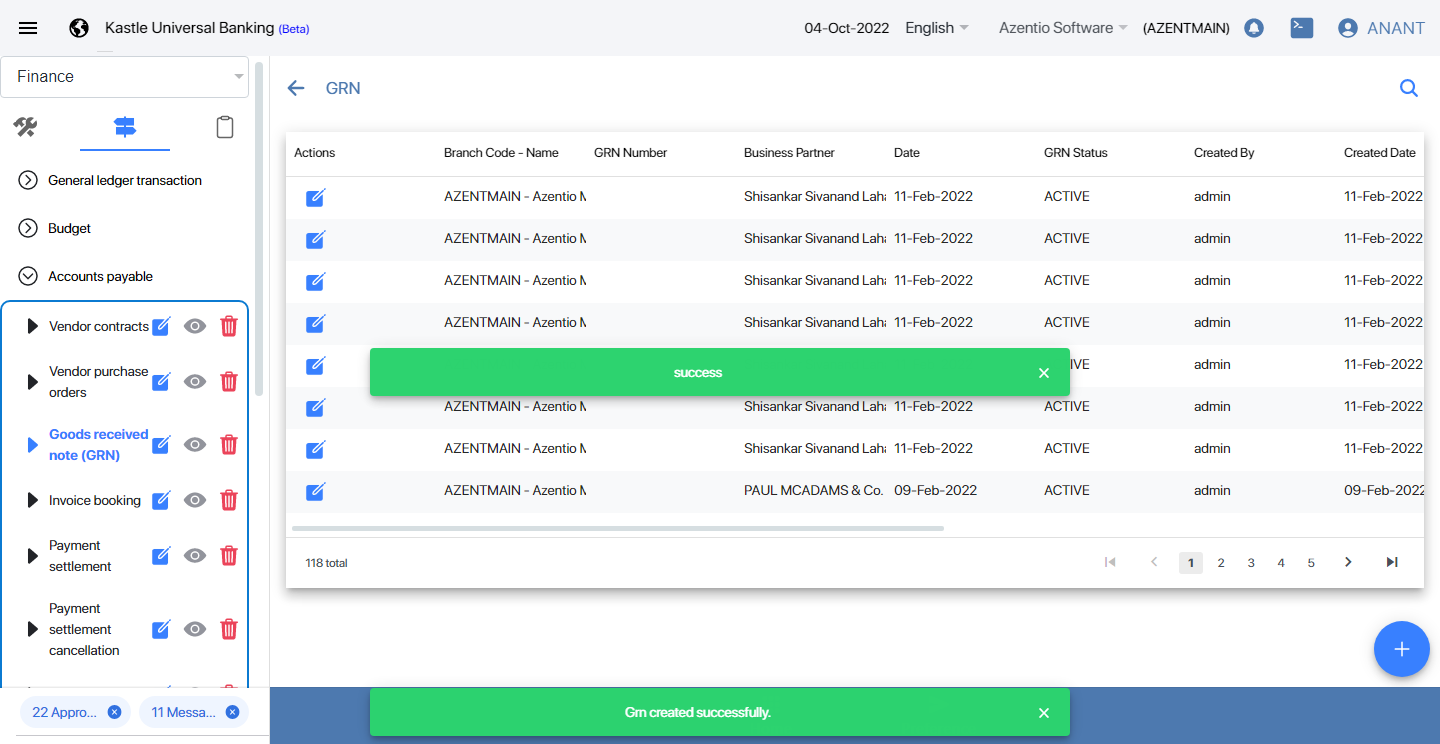 Kastle Universal Banking (Beta)
04-Oct-2022 English Azentio Software (AZENTMAIN) ANANT
Finance
GRN
General ledger transaction
Budget
Accounts payable
Vendor contracts
Vendor purchase
orders
Goods received
note (GRN)
Invoice booking
Payment
settlement
Payment
settlement
cancellation
22 Appro...
11 Messa...
Actions Branch Code - Name GRN Number Business Partner Date GRN Status Created By Created Date
AZENTMAIN - Azentio M Shisankar Sivanand Laha 11-Feb-2022 ACTIVE admin 11-Feb-2022
AZENTMAIN - Azentio M Shisankar Sivanand Laha 11-Feb-2022 ACTIVE admin 11-Feb-2022
AZENTMAIN - Azentio M Shisankar Sivanand Laha 11-Feb-2022 ACTIVE admin 11-Feb-2022
AZENTMAIN - Azentio M Shisankar Sivanand Laha 11-Feb-2022 ACTIVE admin 11-Feb-2022
admin 11-Feb-2022
success
AZENTMAIN - Azentio M Shisankar Sivanand Laha 11-Feb-2022 ACTIVE admin 11-Feb-2022
AZENTMAIN - Azentio M Shisankar Sivanand Laha 11-Feb-2022 ACTIVE admin 11-Feb-2022
AZENTMAIN - Azentio M PAUL MCADAMS & Co. 09-Feb-2022 ACTIVE admin 09-Feb-2022
118 total
1 2 3 4 5
Grn created successfully.